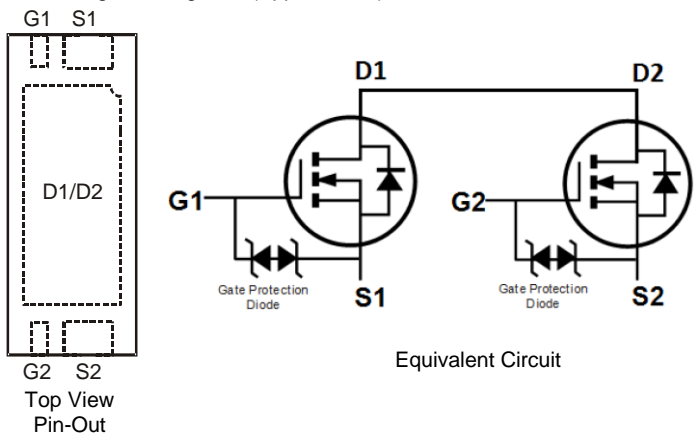 G1 S1
D1/D2
G2 S2
Top View
Pin-Out
D1
D2
G1
G2
Gate Protection
Diode
S1
Gate Protection
Diode
S2
Equivalent Circuit